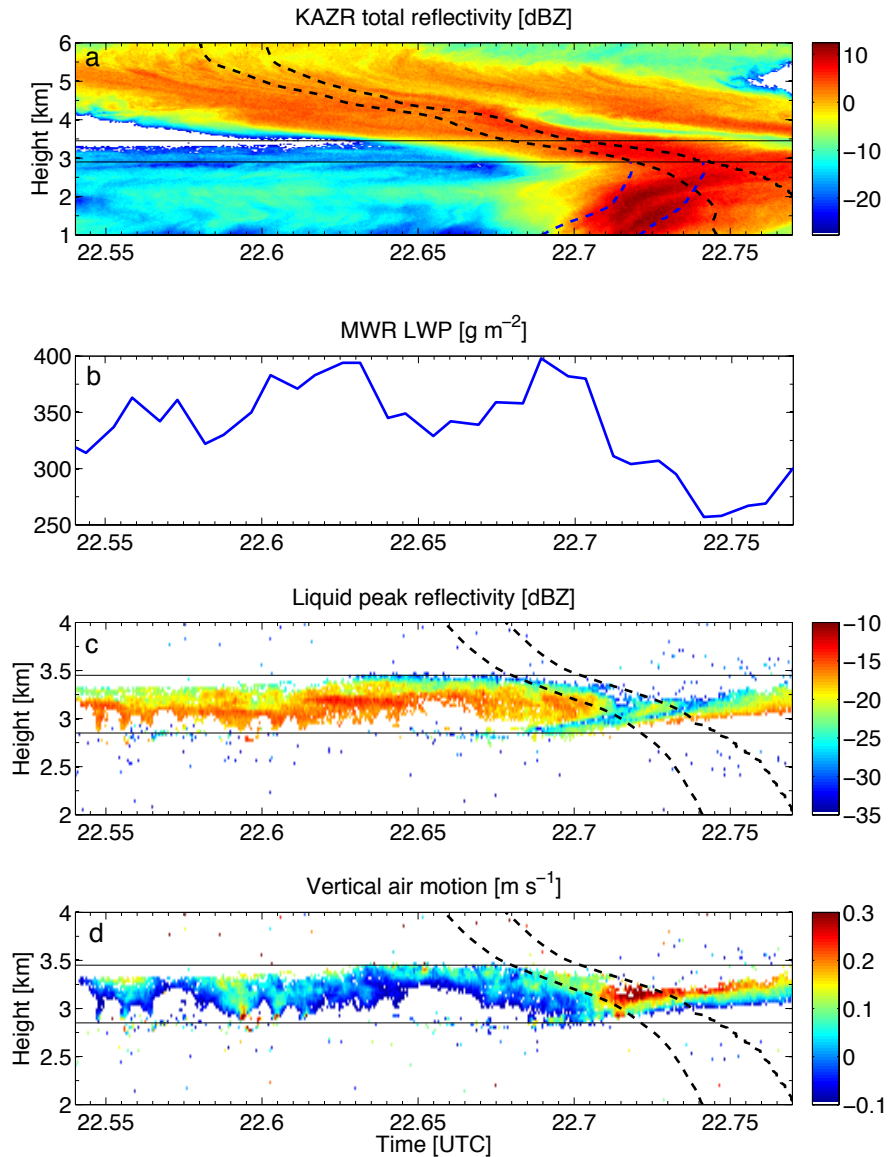 KAZR total reflectivity [dBZ]
a
Height [km]
6
5
4
3
2
1
22.55 22.6 22.65 22.7 22.75
10
0
−10
−20
MWR LWP [g m⁻²]
b
400
350
300
250
22.55 22.6 22.65 22.7 22.75
Liquid peak reflectivity [dBZ]
c
Height [km]
4
3.5
3
2.5
2
22.55 22.6 22.65 22.7 22.75
−10
−15
−20
−25
−30
−35
Vertical air motion [m s⁻¹]
d
Height [km]
4
3.5
3
2.5
2
22.55 22.6 22.65 22.7 22.75
Time [UTC]
0.3
0.2
0.1
0
−0.1